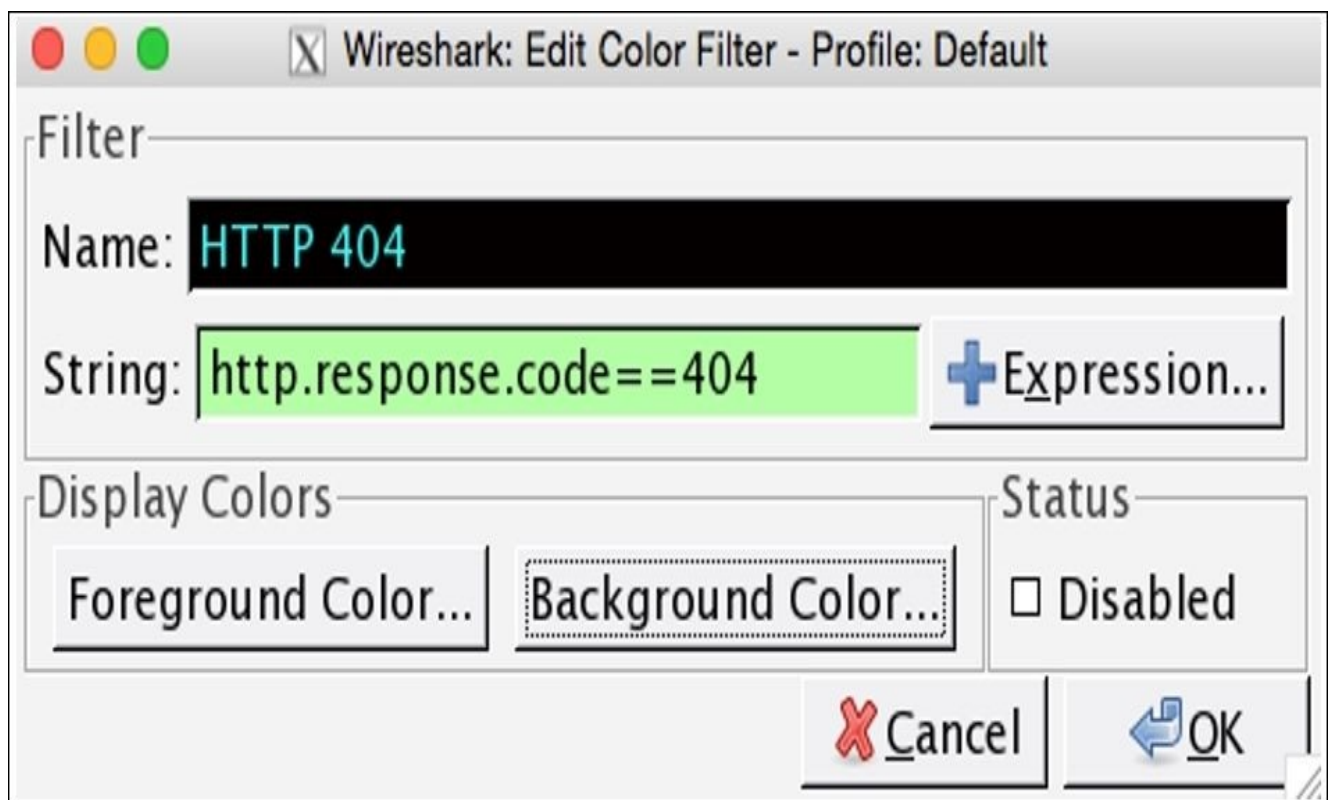 Wireshark: Edit Color Filter - Profile: Default
Filter
Name: HTTP 404
String: http.response.code==404 Expression...
Display Colors
Status
Foreground Color... Background Color... Disabled
Cancel OK